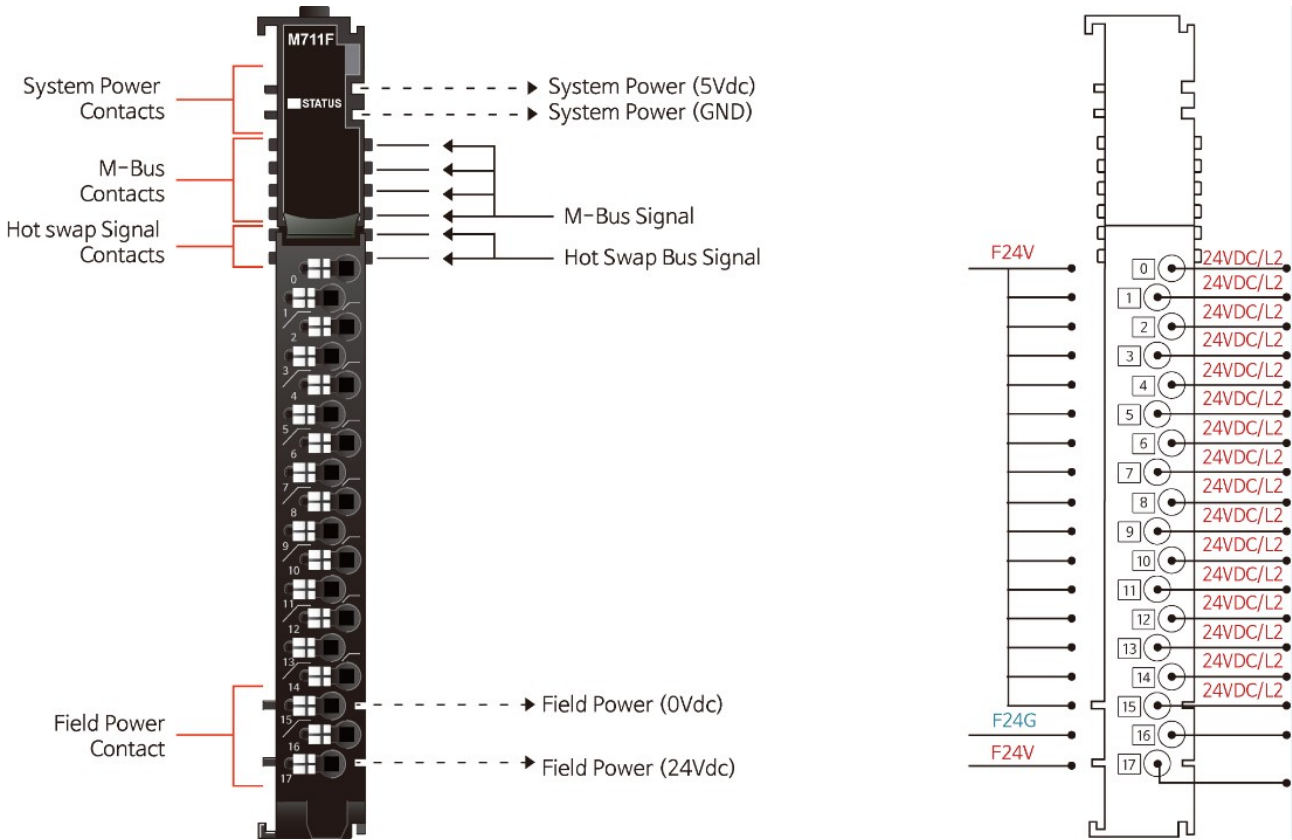 M711F
STATUS
System Power
Contacts
M-Bus
Contacts
Hot swap Signal
Contacts
Field Power
Contact
System Power (5Vdc)
System Power (GND)
M-Bus Signal
Hot Swap Bus Signal
Field Power (0Vdc)
Field Power (24Vdc)
0
1
2
3
4
5
6
7
8
9
10
11
12
13
14
15
16
17
F24V
F24G
F24V
0 24VDC/L2
1 24VDC/L2
2 24VDC/L2
3 24VDC/L2
4 24VDC/L2
5 24VDC/L2
6 24VDC/L2
7 24VDC/L2
8 24VDC/L2
9 24VDC/L2
10 24VDC/L2
11 24VDC/L2
12 24VDC/L2
13 24VDC/L2
14 24VDC/L2
15 24VDC/L2
16
17